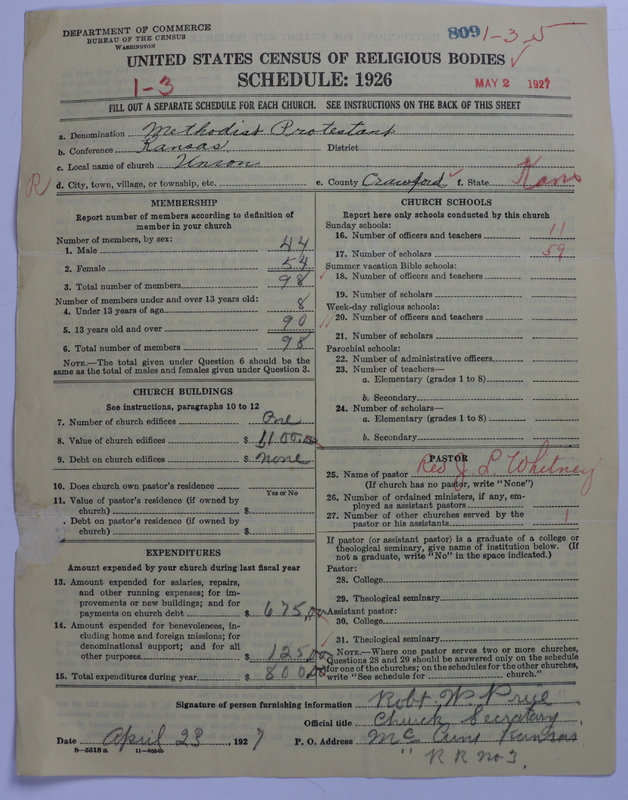 DEPARTMENT OF COMMERCE
BUREAU OF THE CENSUS
WASHINGTON
809 1-3 5
UNITED STATES CENSUS OF RELIGIOUS BODIES
1-3
SCHEDULE: 1926
MAY 2 1927
FILL OUT A SEPARATE SCHEDULE FOR EACH CHURCH. SEE INSTRUCTIONS ON THE BACK OF THIS SHEET
a. Denomination Methodist Protestant
b. Conference Kansas District
c. Local name of church Union
R d. City, town, village, or township, etc. e. County Crawford f. State Kans
MEMBERSHIP
Report number of members according to definition of
member in your church
Number of members, by sex:
1. Male 44
2. Female 54
3. Total number of members 98
Number of members under and over 13 years old:
4. Under 13 years of age 8
5. 13 years old and over 90
6. Total number of members 98
NOTE.—The total given under Question 6 should be the
same as the total of males and females given under Question 3.
CHURCH BUILDINGS
See instructions, paragraphs 10 to 12
7. Number of church edifices One
8. Value of church edifices $ 1100.00
9. Debt on church edifices $ none
10. Does church own pastor's residence
Yes or No
11. Value of pastor's residence (if owned by
church) $
Debt on pastor's residence (if owned by
church) $
EXPENDITURES
Amount expended by your church during last fiscal year
13. Amount expended for salaries, repairs,
and other running expenses; for im-
provements or new buildings; and for
payments on church debt $ 675,00
14. Amount expended for benevolences, in-
cluding home and foreign missions; for
denominational support; and for all
other purposes $ 125,00
15. Total expenditures during year $ 800,00
CHURCH SCHOOLS
Report here only schools conducted by this church
Sunday schools:
16. Number of officers and teachers 11
17. Number of scholars 59
Summer vacation Bible schools:
18. Number of officers and teachers
19. Number of scholars
Week-day religious schools:
20. Number of officers and teachers
21. Number of scholars
Parochial schools:
22. Number of administrative officers
23. Number of teachers—
a. Elementary (grades 1 to 8)
b. Secondary
24. Number of scholars—
a. Elementary (grades 1 to 8)
b. Secondary
PASTOR
25. Name of pastor Rev J. L. Whitney
(If church has no pastor, write "None")
26. Number of ordained ministers, if any, em-
ployed as assistant pastors
27. Number of other churches served by the
pastor or his assistants 1
If pastor (or assistant pastor) is a graduate of a college or
theological seminary, give name of institution below. (If
not a graduate, write "No" in the space indicated.)
Pastor:
28. College
29. Theological seminary
Assistant pastor:
30. College
31. Theological seminary
NOTE.—Where one pastor serves two or more churches,
Questions 28 and 29 should be answered only on the schedule
for one of the churches; on the schedules for the other churches,
write "See schedule for church."
Signature of person furnishing information Robt. W. Prye
Official title Church Secretary
Date April 23, 1927 P. O. Address Mc Cune Kansas
8-5518a
" R R No 3.